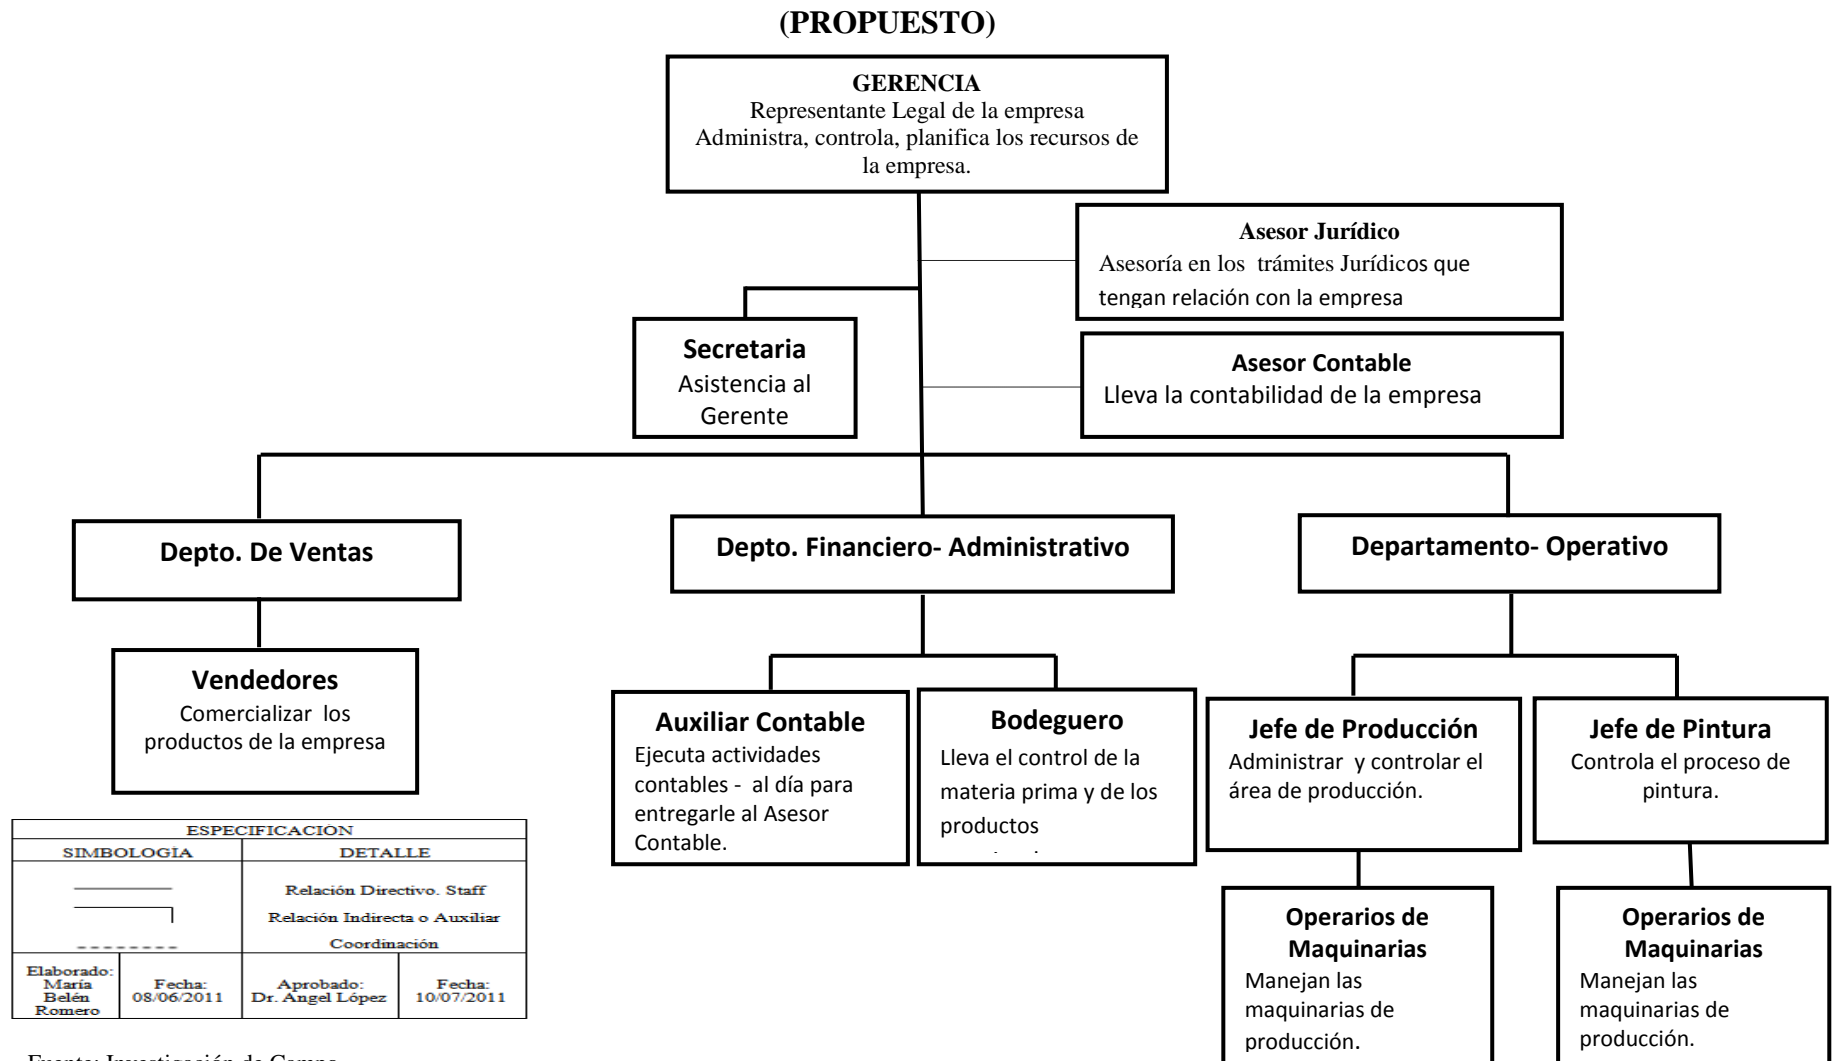 (PROPUESTO)
GERENCIA
Representante Legal de la empresa
Administra, controla, planifica los recursos de
la empresa.
Asesor Jurídico
Asesoría en los trámites Jurídicos que
tengan relación con la empresa
Secretaria
Asistencia al
Gerente
Asesor Contable
Lleva la contabilidad de la empresa
Depto. De Ventas
Depto. Financiero- Administrativo
Departamento- Operativo
Vendedores
Comercializar los
productos de la empresa
Auxiliar Contable
Ejecuta actividades
contables - al día para
entregarle al Asesor
Contable.
Bodeguero
Lleva el control de la
materia prima y de los
productos
Jefe de Producción
Administrar y controlar el
área de producción.
Jefe de Pintura
Controla el proceso de
pintura.
Operarios de
Maquinarias
Manejan las
maquinarias de
producción.
Operarios de
Maquinarias
Manejan las
maquinarias de
producción.
ESPECIFICACIÓN
SIMBOLOGÍA DETALLE
Relación Directivo. Staff
Relación Indirecta o Auxiliar
Coordinación
Elaborado:
María
Belén
Romero
Fecha:
08/06/2011
Aprobado:
Dr. Angel López
Fecha:
10/07/2011
Fuente: Investigación de Campo